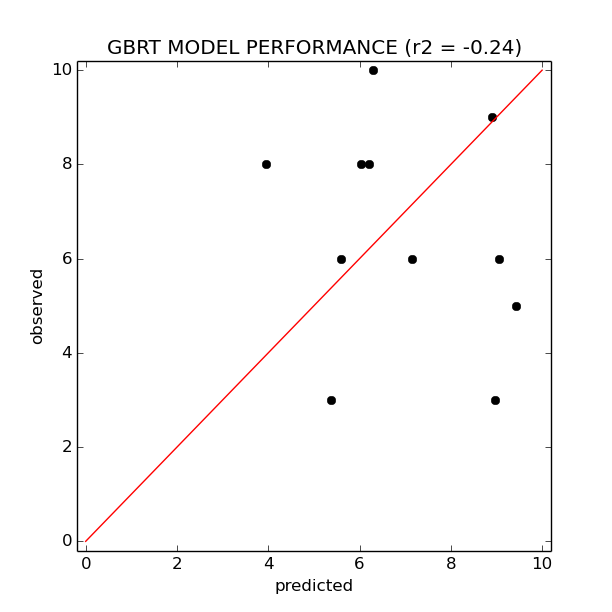 GBRT MODEL PERFORMANCE (r2 = -0.24)
10
8
6
4
2
0
observed
0 2 4 6 8 10
predicted